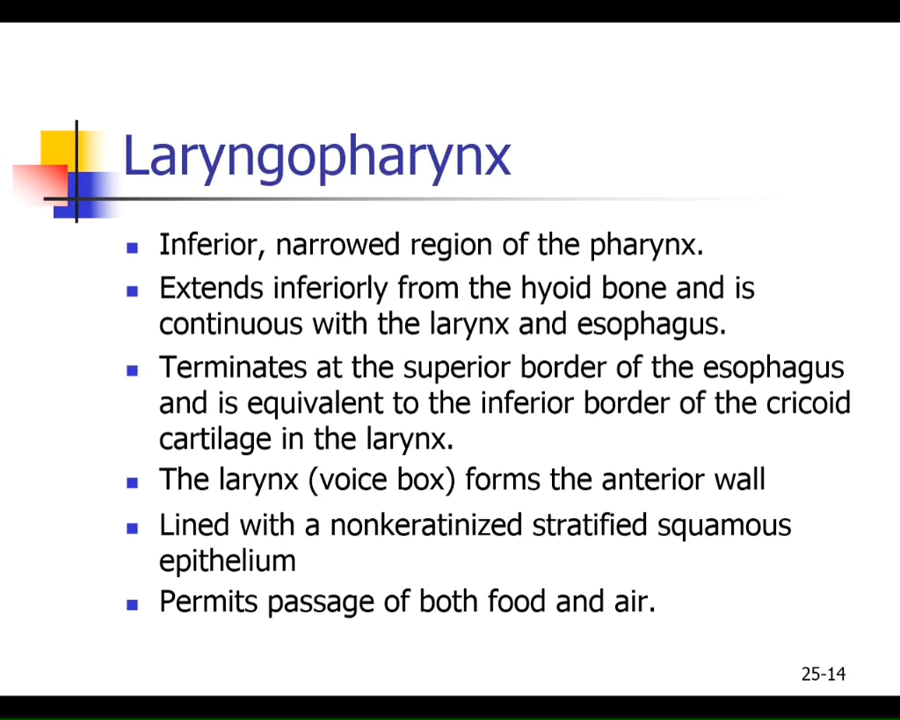 Laryngopharynx
Inferior, narrowed region of the pharynx.
Extends inferiorly from the hyoid bone and is
continuous with the larynx and esophagus.
Terminates at the superior border of the esophagus
and is equivalent to the inferior border of the cricoid
cartilage in the larynx.
The larynx (voice box) forms the anterior wall
Lined with a nonkeratinized stratified squamous
epithelium
Permits passage of both food and air.
25-14